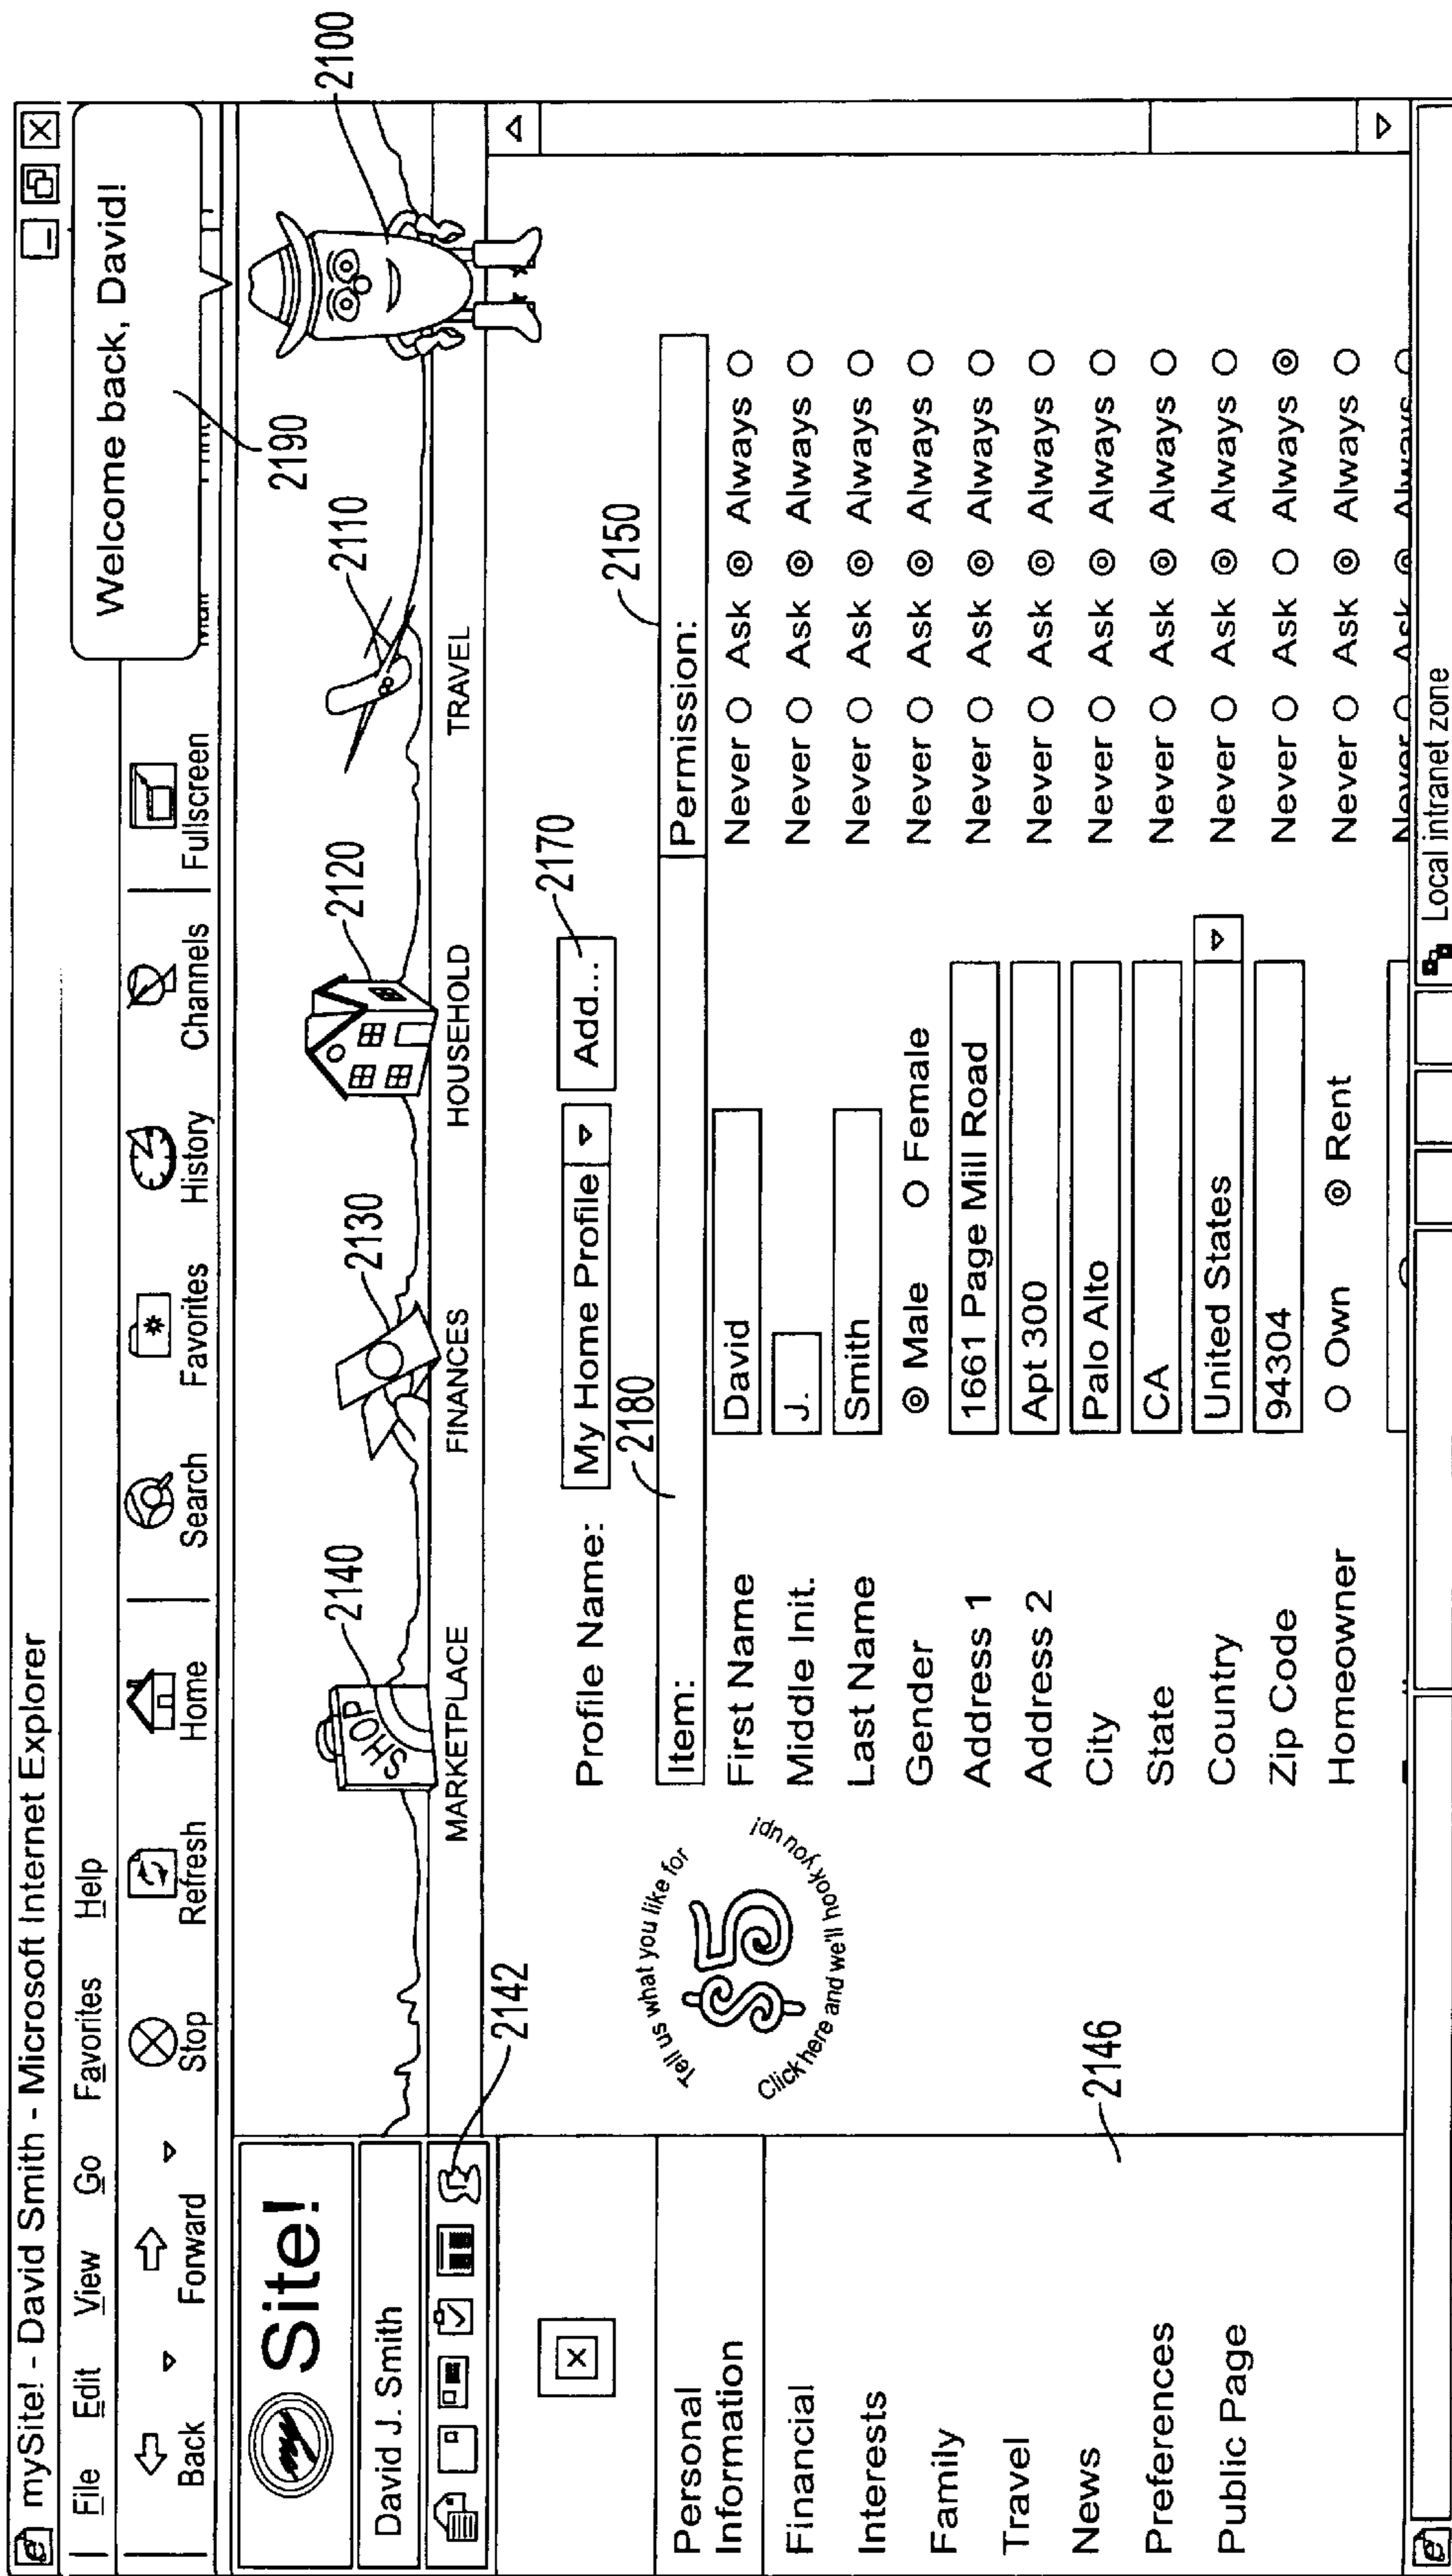 mySite! - David Smith - Microsoft Internet Explorer
File Edit View Go Favorites Help
Back Forward Stop Refresh Home Search Favorites History Channels Fullscreen
Welcome back, David!
2190
my Site!
David J. Smith
2142
2140
2130
2120
2110
2100
SHOP
MARKETPLACE FINANCES HOUSEHOLD TRAVEL
Personal
Information
Financial
Interests
Family
Travel
News
Preferences
Public Page
2146
Tell us what you like for
$5
Click here and we'll hook you up!
Profile Name: My Home Profile Add... 2170
2180
2150
Item: Permission:
First Name David Never Ask Always
Middle Init. J. Never Ask Always
Last Name Smith Never Ask Always
Gender Male Female Never Ask Always
Address 1 1661 Page Mill Road Never Ask Always
Address 2 Apt 300 Never Ask Always
City Palo Alto Never Ask Always
State CA Never Ask Always
Country United States Never Ask Always
Zip Code 94304 Never Ask Always
Homeowner Own Rent Never Ask Always
Never Ask Always
Local intranet zone